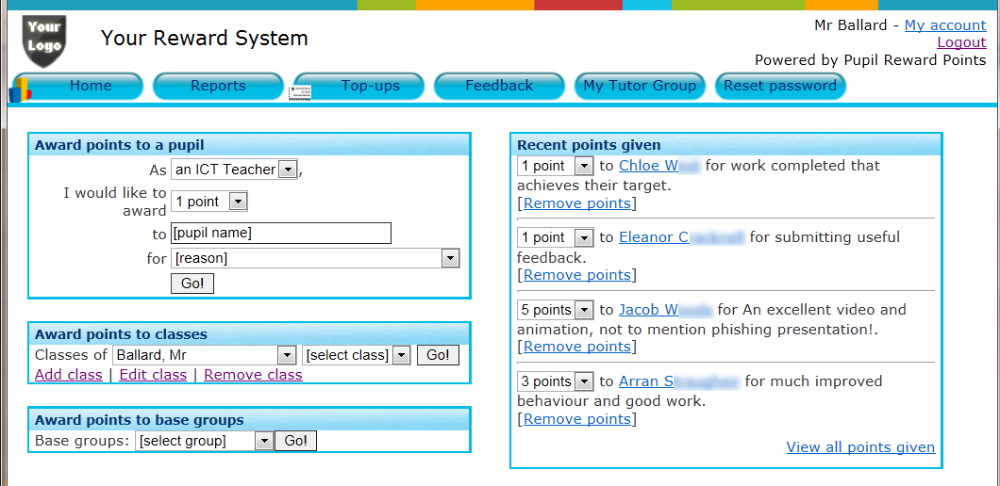 Your
Logo
Your Reward System
Mr Ballard - My account
Logout
Powered by Pupil Reward Points
Home
Reports
Top-ups
Feedback
My Tutor Group
Reset password
Award points to a pupil
As an ICT Teacher ,
I would like to
award 1 point
to [pupil name]
for [reason]
Go!
Award points to classes
Classes of Ballard, Mr [select class] Go!
Add class | Edit class | Remove class
Award points to base groups
Base groups: [select group] Go!
Recent points given
1 point to Chloe W for work completed that
achieves their target.
[Remove points]
1 point to Eleanor C for submitting useful
feedback.
[Remove points]
5 points to Jacob W for An excellent video and
animation, not to mention phishing presentation!.
[Remove points]
3 points to Arran S for much improved
behaviour and good work.
[Remove points]
View all points given